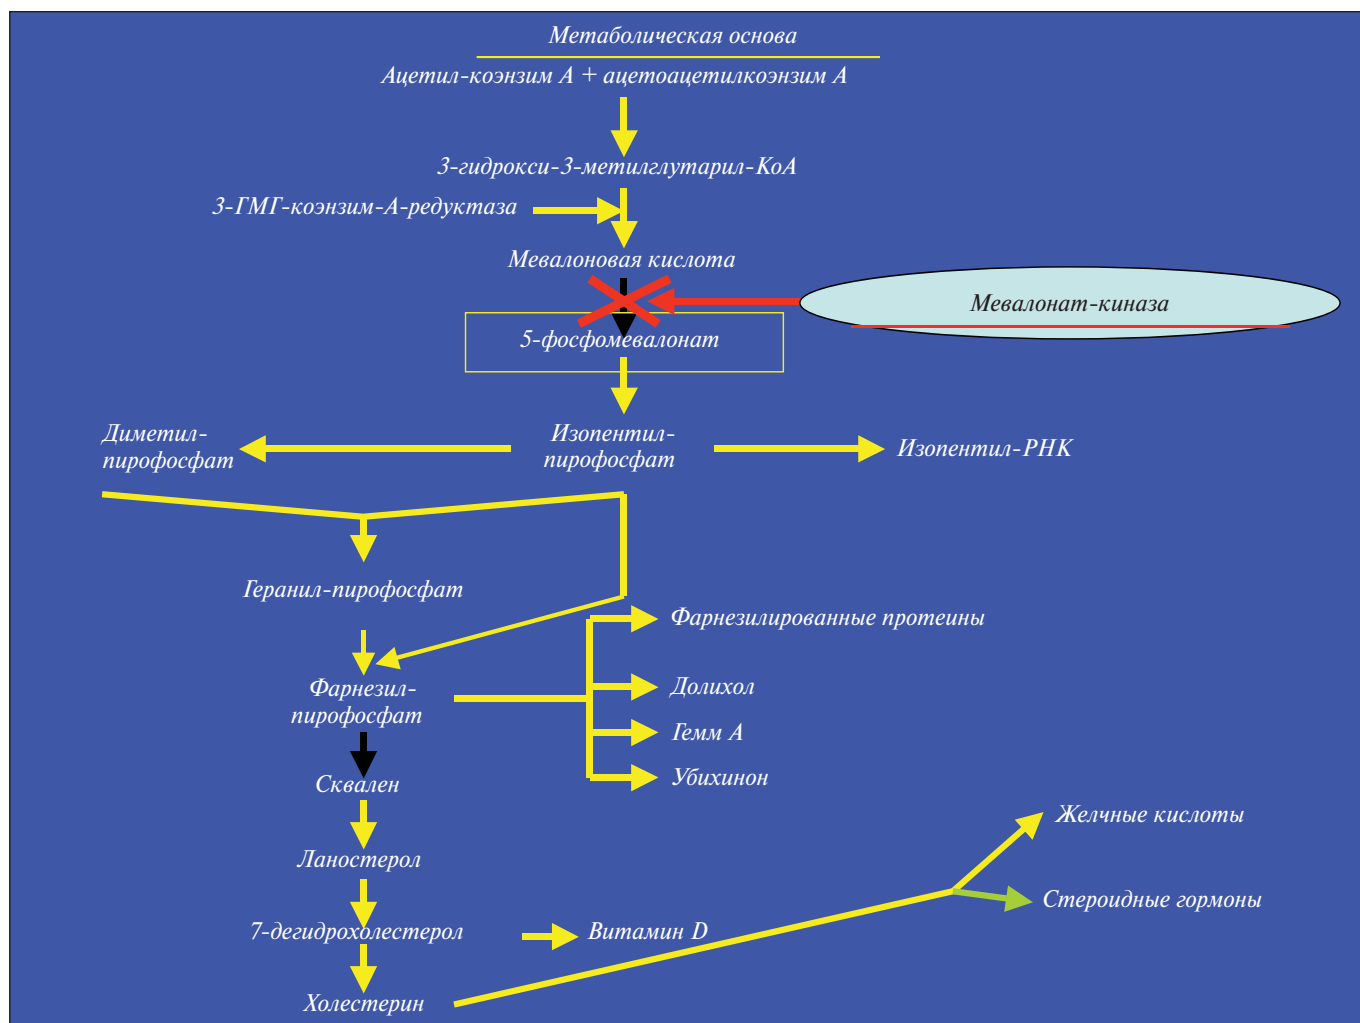 Метаболическая основа
Ацетил-коэнзим А + ацетоацетилкоэнзим А
3-гидрокси-3-метилглутарил-КоА
3-ГМГ-коэнзим-А-редуктаза
Мевалоновая кислота
Мевалонат-киназа
5-фосфомевалонат
Диметил-
пирофосфат
Изопентил-
пирофосфат
Изопентил-РНК
Геранил-пирофосфат
Фарнезилированные протеины
Фарнезил-
пирофосфат
Долихол
Гемм А
Убихинон
Сквален
Желчные кислоты
Ланостерол
Стероидные гормоны
7-дегидрохолестерол
Витамин D
Холестерин